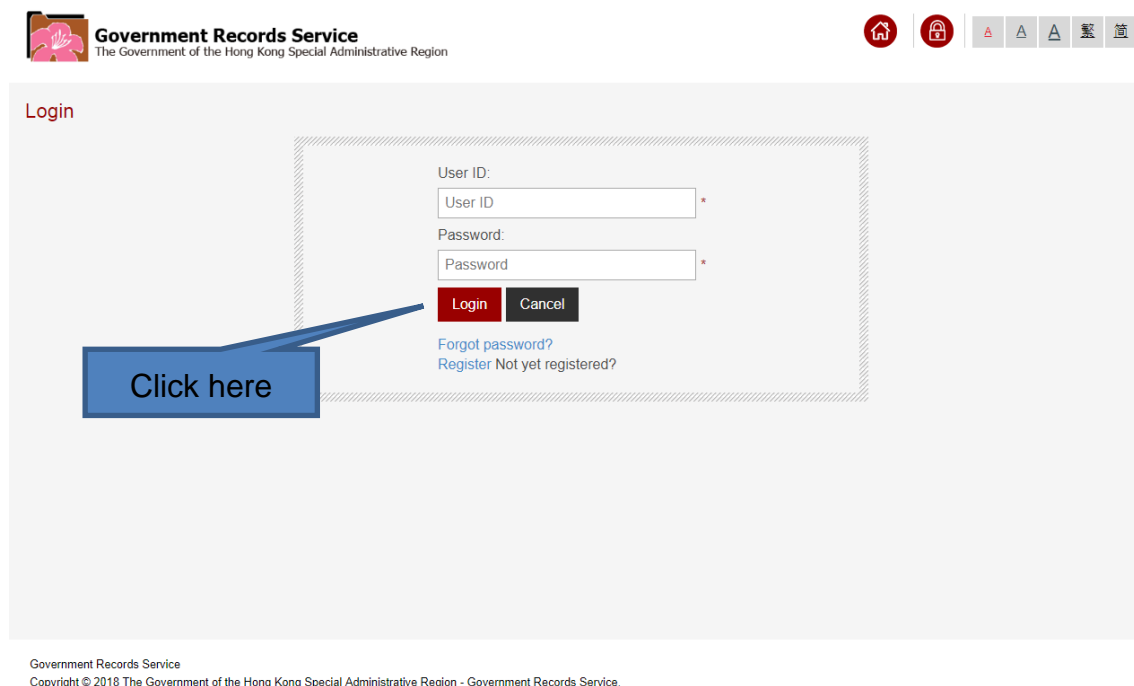 Government Records Service
The Government of the Hong Kong Special Administrative Region
A A A 繁 简
Login
User ID:
User ID *
Password:
Password *
Login Cancel
Forgot password?
Register Not yet registered?
Click here
Government Records Service
Copyright © 2018 The Government of the Hong Kong Special Administrative Region - Government Records Service.